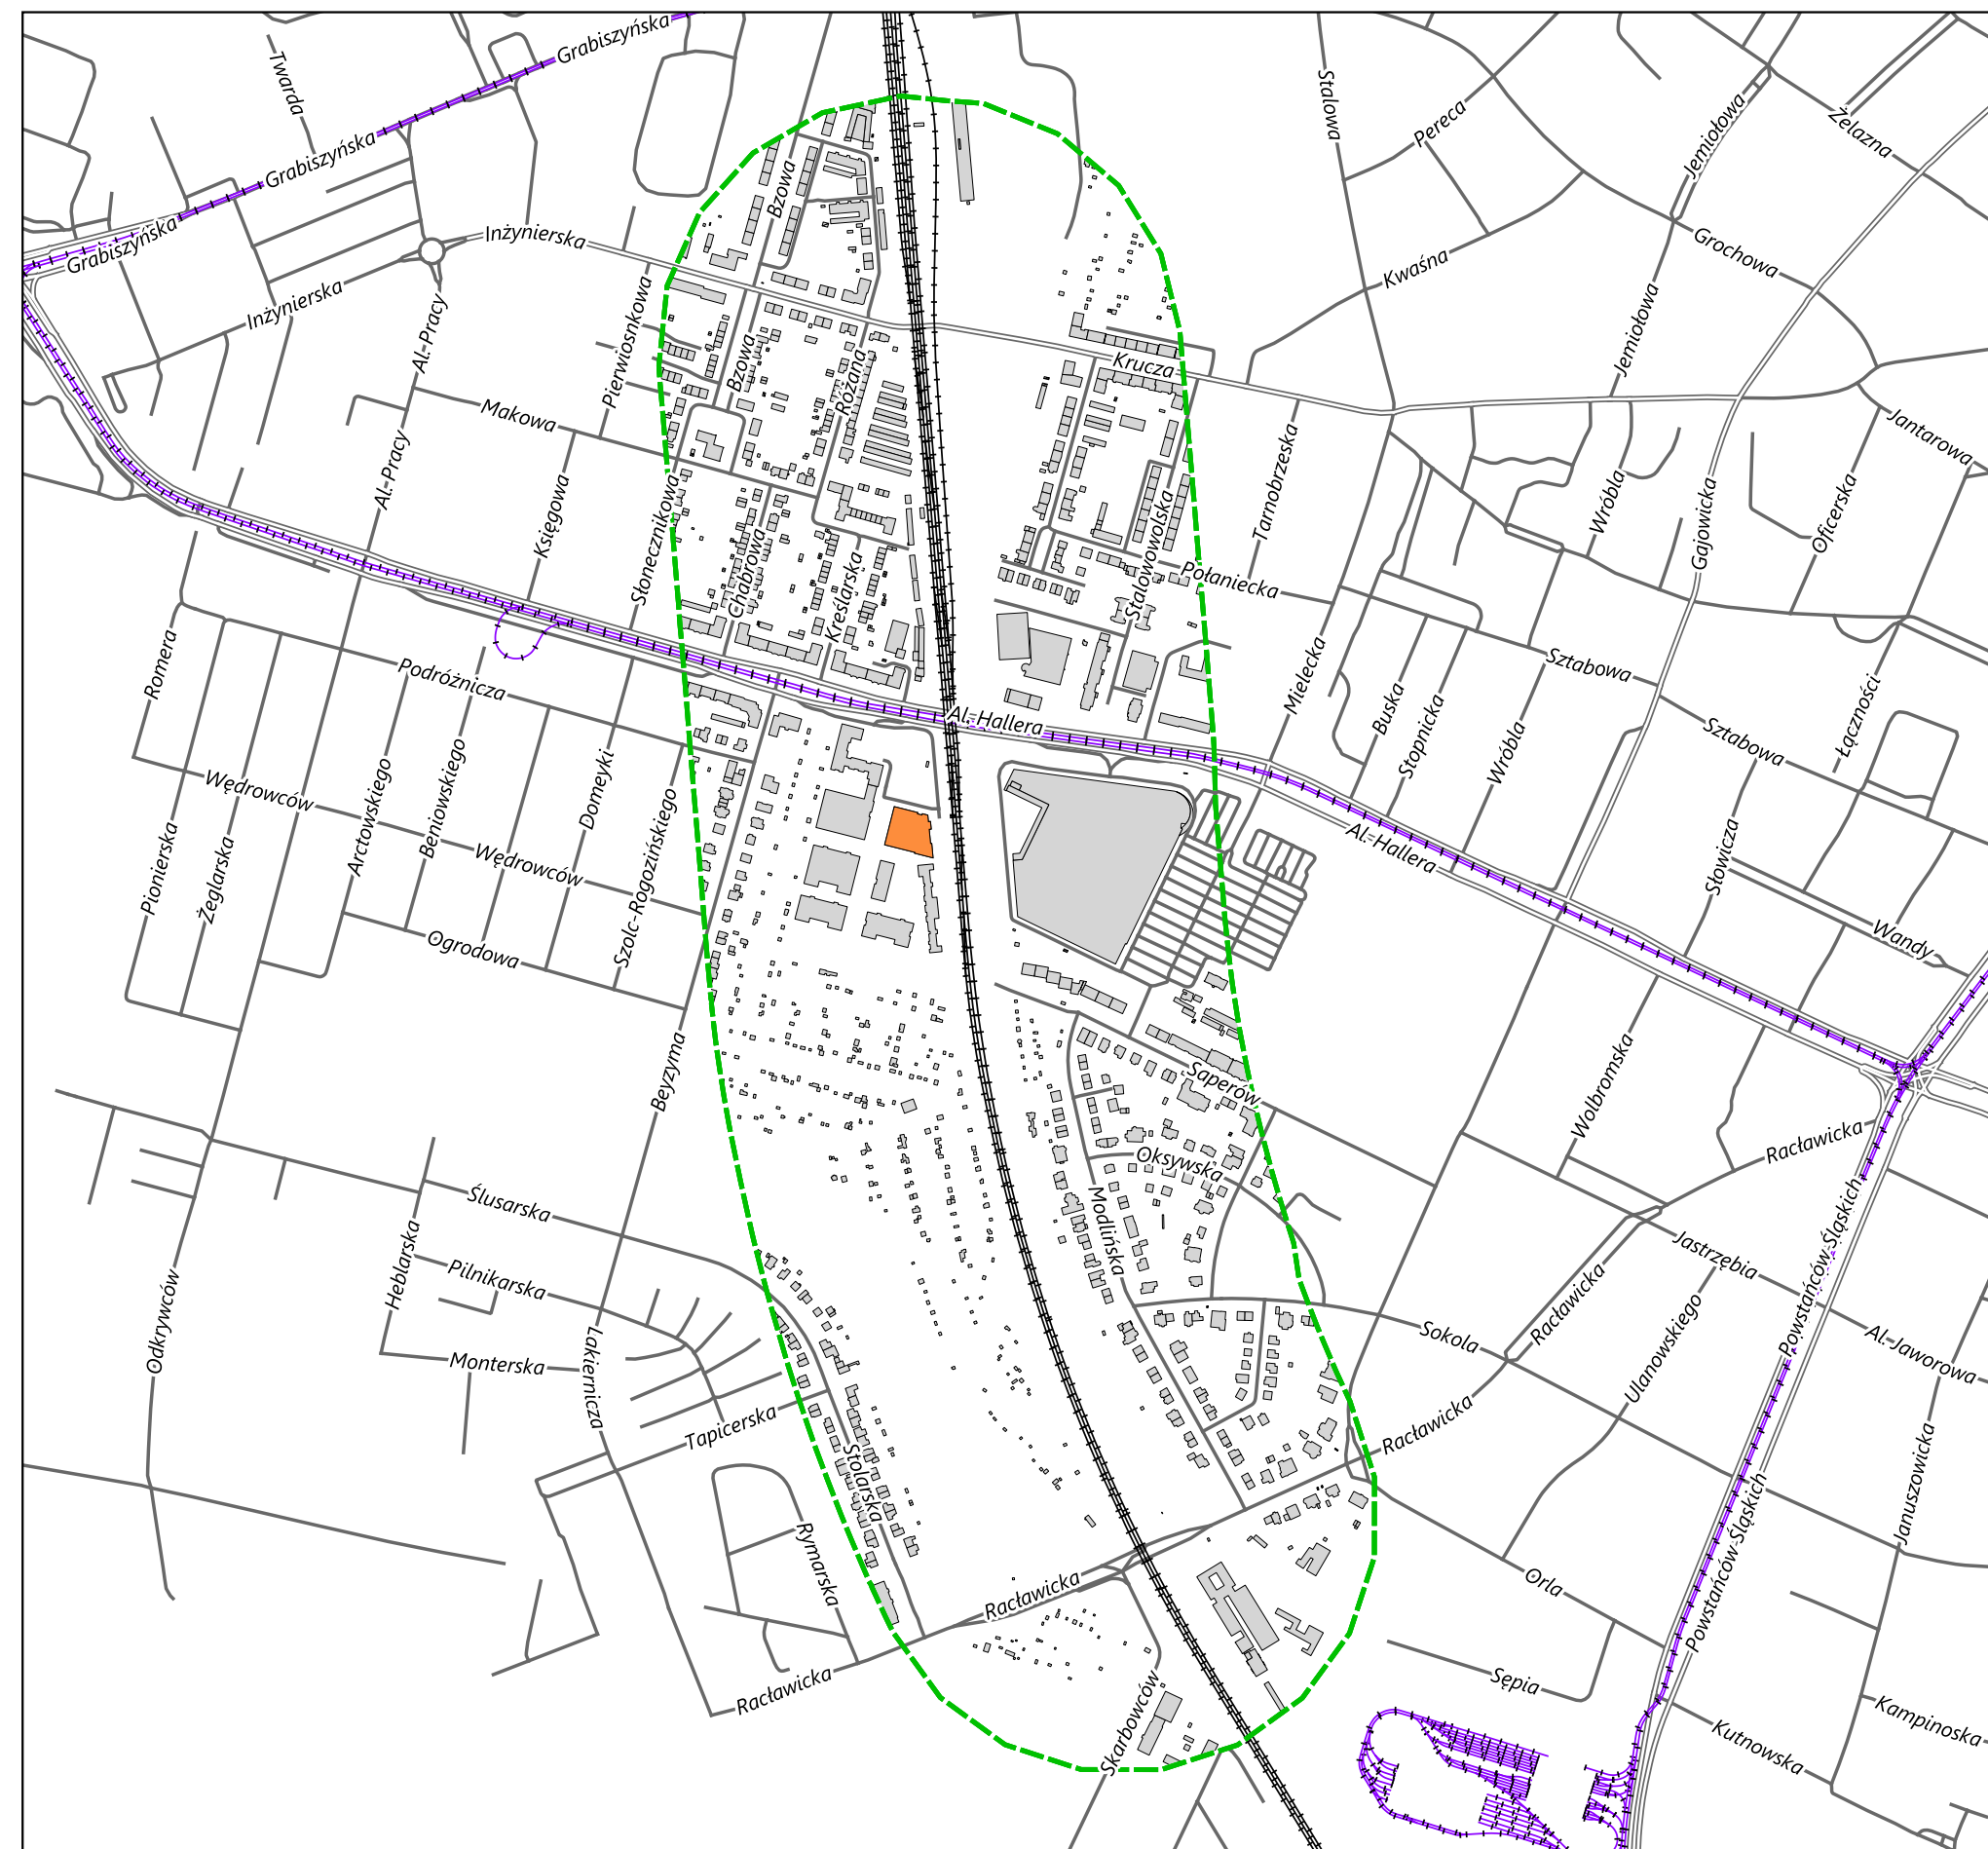 Grabiszyńska
Twarda
Stalowa
Pereca
Jemiołowa
Żelazna
Grabiszyńska
Bzowa
Grabiszyńska
Inżynierska
Grochowa
Kwaśna
Inżynierska
Al. Pracy
Pierwiosnkowa
Jemiołowa
Bzowa
Różana
Krucza
Makowa
Jantarowa
Al. Pracy
Księgowa
Słonecznikowa
Tarnobrzeska
Wróbla
Gajowicka
Oficerska
Chabrowa
Kreślarska
Stalowowolska
Połaniecka
Romera
Podróżnicza
Mielecka
Sztabowa
Buska
Stopnicka
Wróbla
Łączności
Al. Hallera
Sztabowa
Wędrowców
Arctowskiego
Beniowskiego
Domeyki
Szolc-Rogozińskiego
Pionierska
Żeglarska
Wędrowców
Al. Hallera
Słowicza
Ogrodowa
Wandy
Beyzyma
Saperów
Wolbromska
Racławicka
Oksywska
Modlińska
Ślusarska
Heblarska
Pilnikarska
Odkrywców
Monterska
Lakiernicza
Jastrzębia
Powstańców Śląskich
Racławicka
Ulanowskiego
Sokola
Al. Jaworowa
Tapicerska
Racławicka
Stolarska
Januszowicka
Powstańców Śląskich
Rymarska
Racławicka
Orla
Racławicka
Skarbowców
Sępia
Kutnowska
Kampinoska